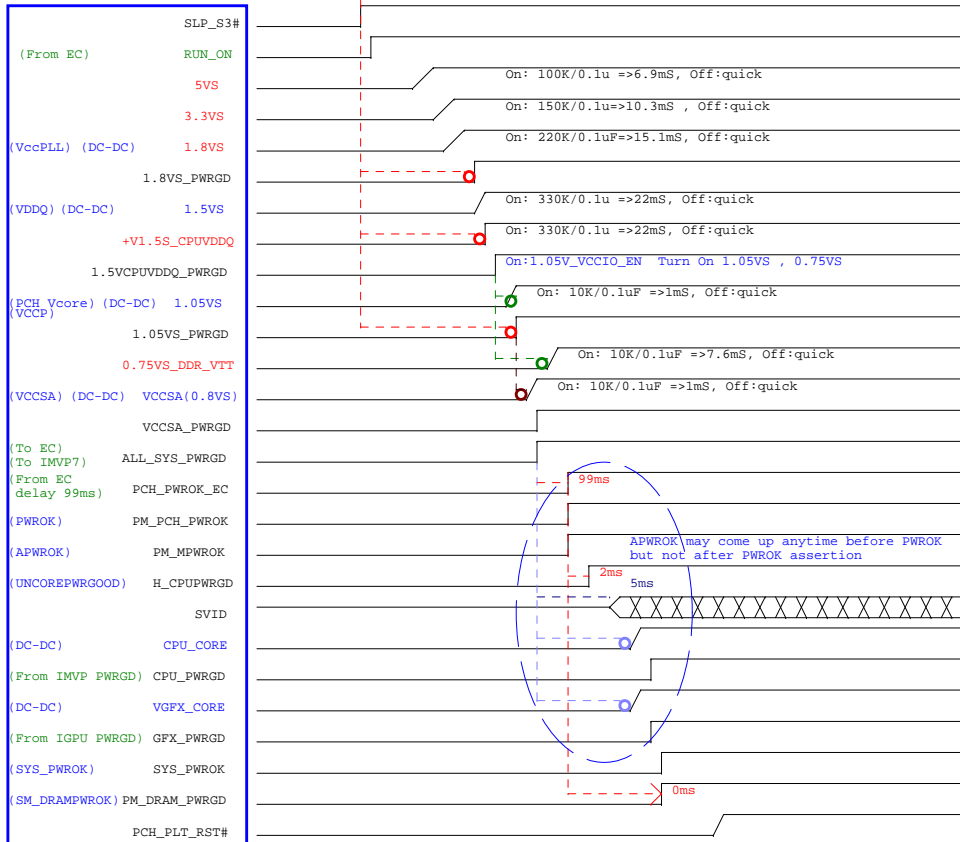 SLP_S3#
(From EC) RUN_ON
5VS On: 100K/0.1u =>6.9mS, Off:quick
3.3VS On: 150K/0.1u=>10.3mS , Off:quick
(VccPLL) (DC-DC) 1.8VS On: 220K/0.1uF=>15.1mS, Off:quick
1.8VS_PWRGD
(VDDQ) (DC-DC) 1.5VS On: 330K/0.1u =>22mS, Off:quick
+V1.5S_CPUVDDQ On: 330K/0.1u =>22mS, Off:quick
1.5VCPUVDDQ_PWRGD On:1.05V_VCCIO_EN Turn On 1.05VS , 0.75VS
(PCH_Vcore) (DC-DC) 1.05VS On: 10K/0.1uF =>1mS, Off:quick
(VCCP)
1.05VS_PWRGD
0.75VS_DDR_VTT On: 10K/0.1uF =>7.6mS, Off:quick
(VCCSA) (DC-DC) VCCSA(0.8VS) On: 10K/0.1uF =>1mS, Off:quick
VCCSA_PWRGD
(To EC)
(To IMVP7) ALL_SYS_PWRGD
(From EC
delay 99ms) PCH_PWROK_EC 99ms
(PWROK) PM_PCH_PWROK
(APWROK) PM_MPWROK APWROK may come up anytime before PWROK
but not after PWROK assertion
(UNCOREPWRGOOD) H_CPUPWRGD 2ms
SVID 5ms
(DC-DC) CPU_CORE
(From IMVP PWRGD) CPU_PWRGD
(DC-DC) VGFX_CORE
(From IGPU PWRGD) GFX_PWRGD
(SYS_PWROK) SYS_PWROK
(SM_DRAMPWROK) PM_DRAM_PWRGD 0ms
PCH_PLT_RST#